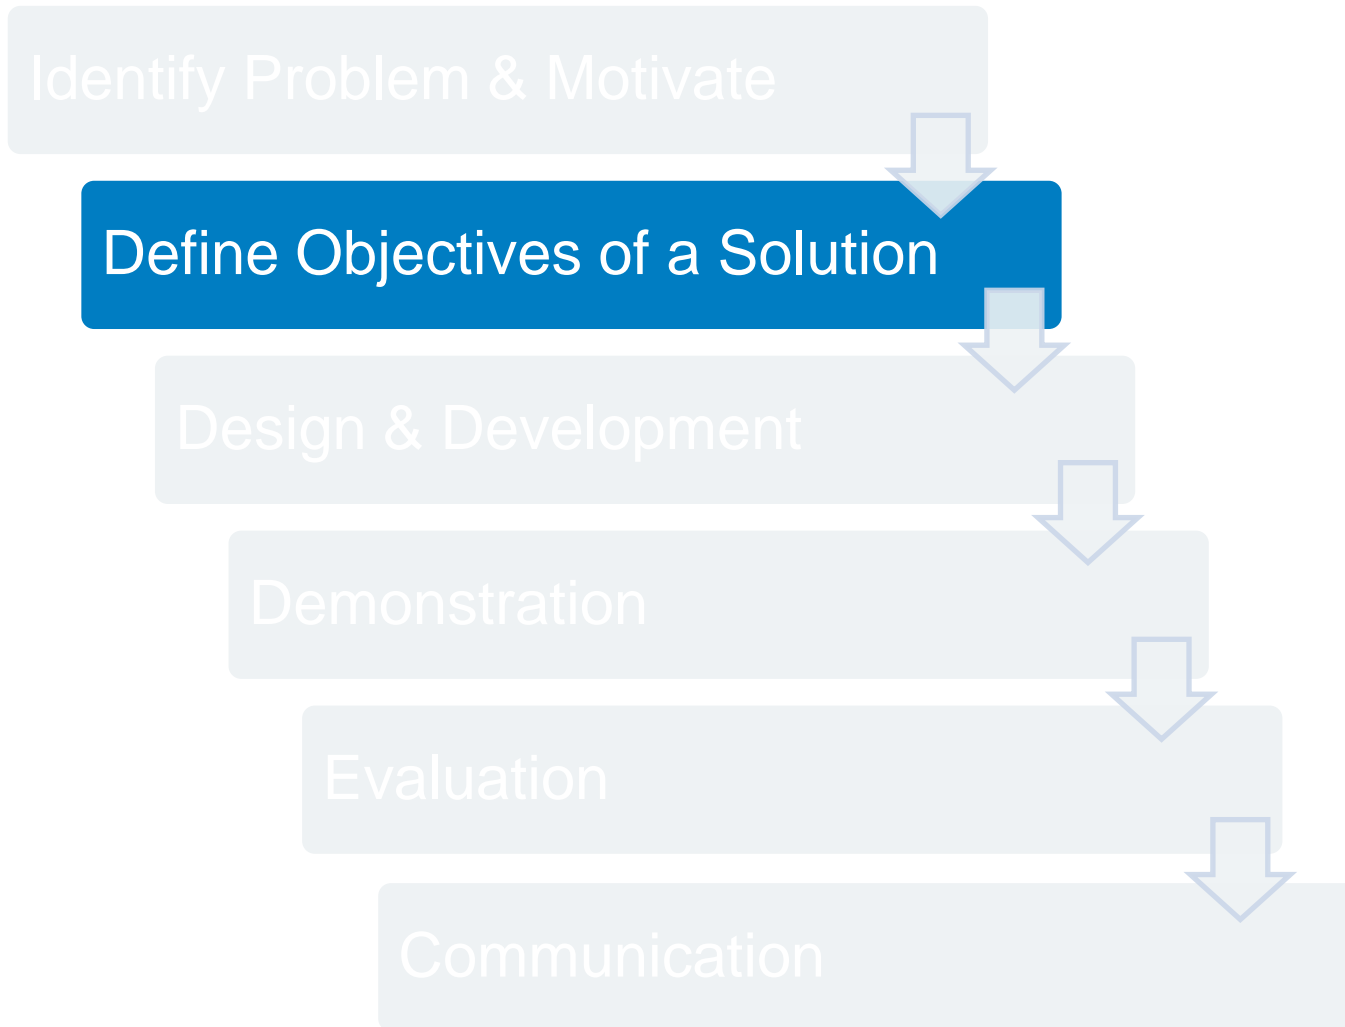 Identify Problem & Motivate
Define Objectives of a Solution
Design & Development
Demonstration
Evaluation
Communication